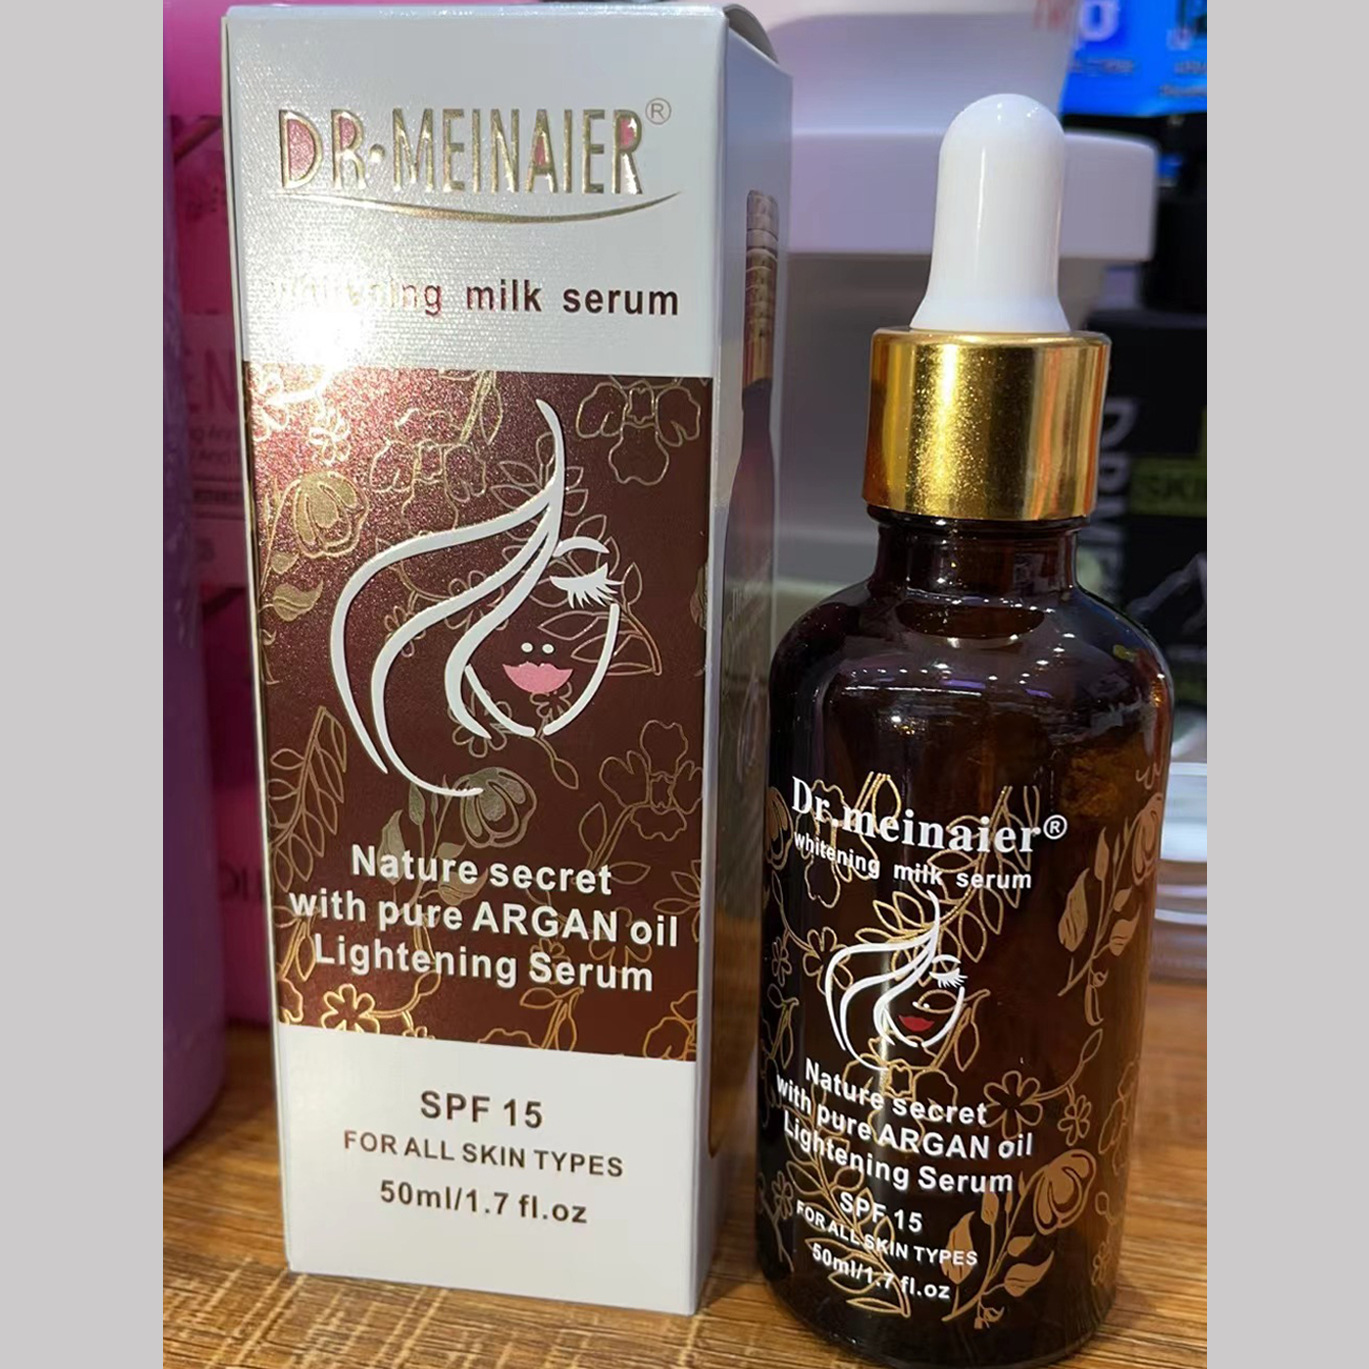 DR.MEINAIER®
whitening milk serum
Nature secret
with pure ARGAN oil
Lightening Serum
SPF 15
FOR ALL SKIN TYPES
50ml/1.7 fl.oz
Dr.meinaier®
whitening milk serum
Nature secret
with pure ARGAN oil
Lightening Serum
SPF 15
FOR ALL SKIN TYPES
50ml/1.7 fl.oz